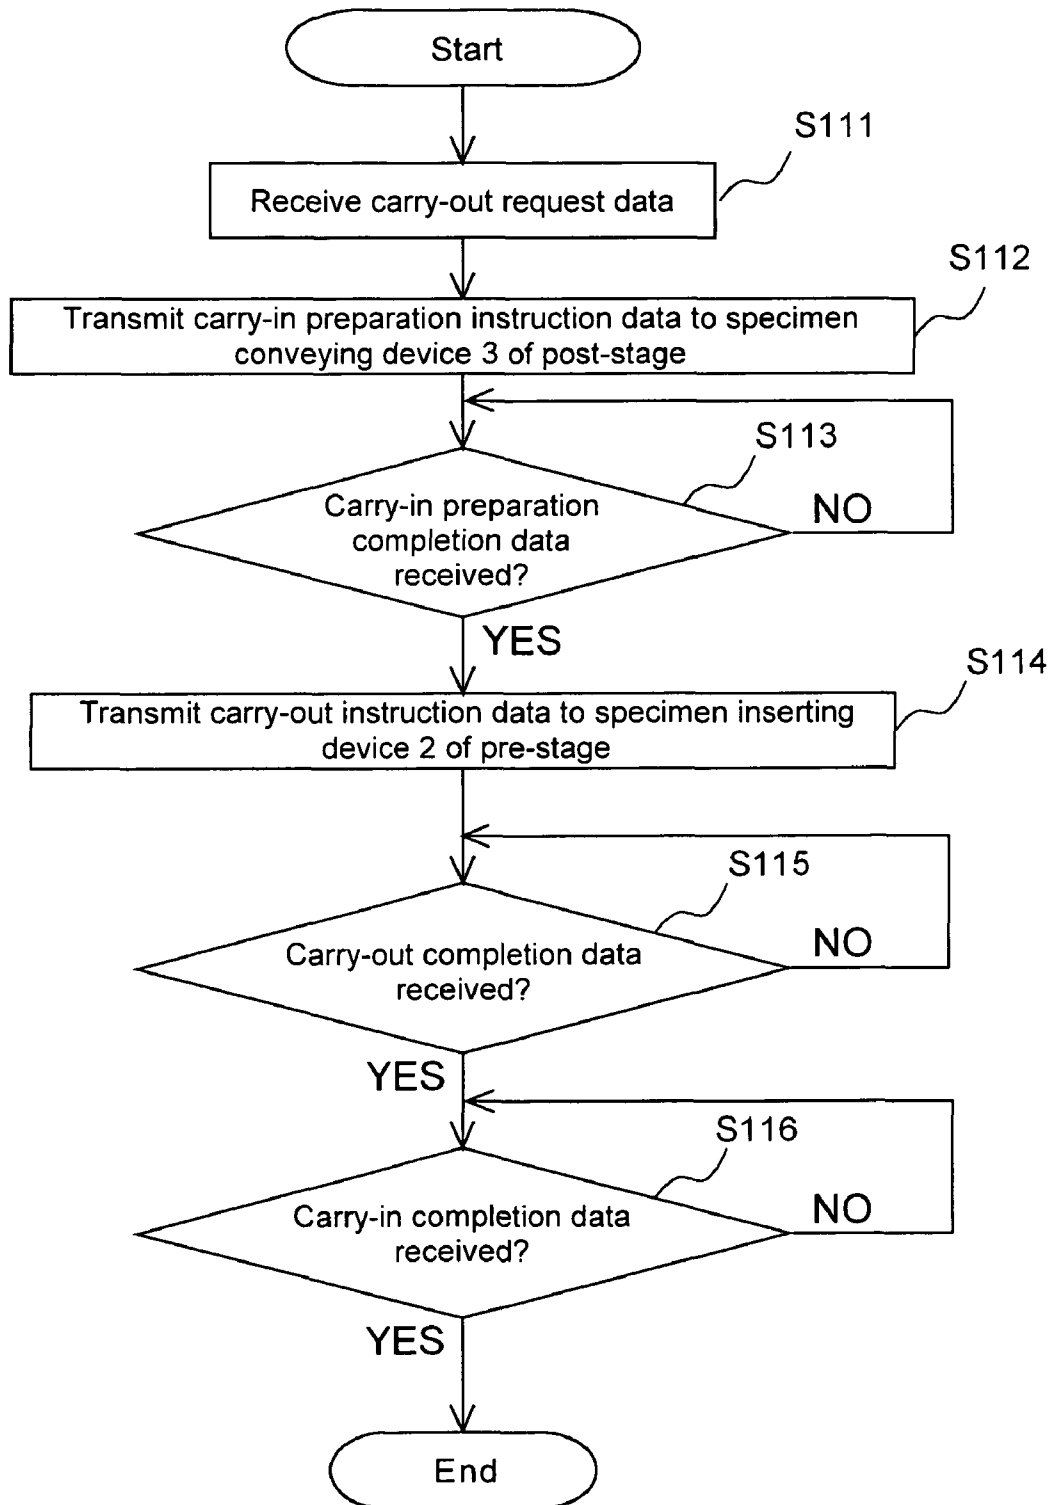 Start
S111
Receive carry-out request data
S112
Transmit carry-in preparation instruction data to specimen
conveying device 3 of post-stage
S113
Carry-in preparation
completion data
received?
NO
YES
S114
Transmit carry-out instruction data to specimen inserting
device 2 of pre-stage
S115
Carry-out completion data
received?
NO
YES
S116
Carry-in completion data
received?
NO
YES
End